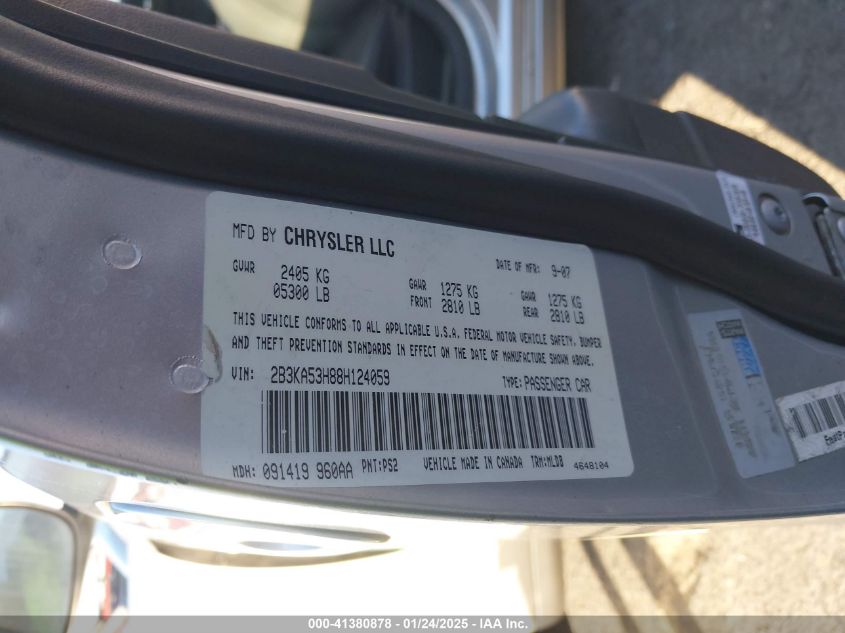 MFD BY CHRYSLER LLC
DATE OF MFR: 9-07
GVWR 2405 KG
05300 LB
GAWR FRONT 1275 KG
2810 LB
GAWR REAR 1275 KG
2810 LB
THIS VEHICLE CONFORMS TO ALL APPLICABLE U.S.A. FEDERAL MOTOR VEHICLE SAFETY, BUMPER
AND THEFT PREVENTION STANDARDS IN EFFECT ON THE DATE OF MANUFACTURE SHOWN ABOVE.
VIN: 2B3KA53H88H124059 TYPE: PASSENGER CAR
MDH: 091419 960AA PNT:PS2 VEHICLE MADE IN CANADA TRM:MLDB 4648104
000-41380878 - 01/24/2025 - IAA Inc.